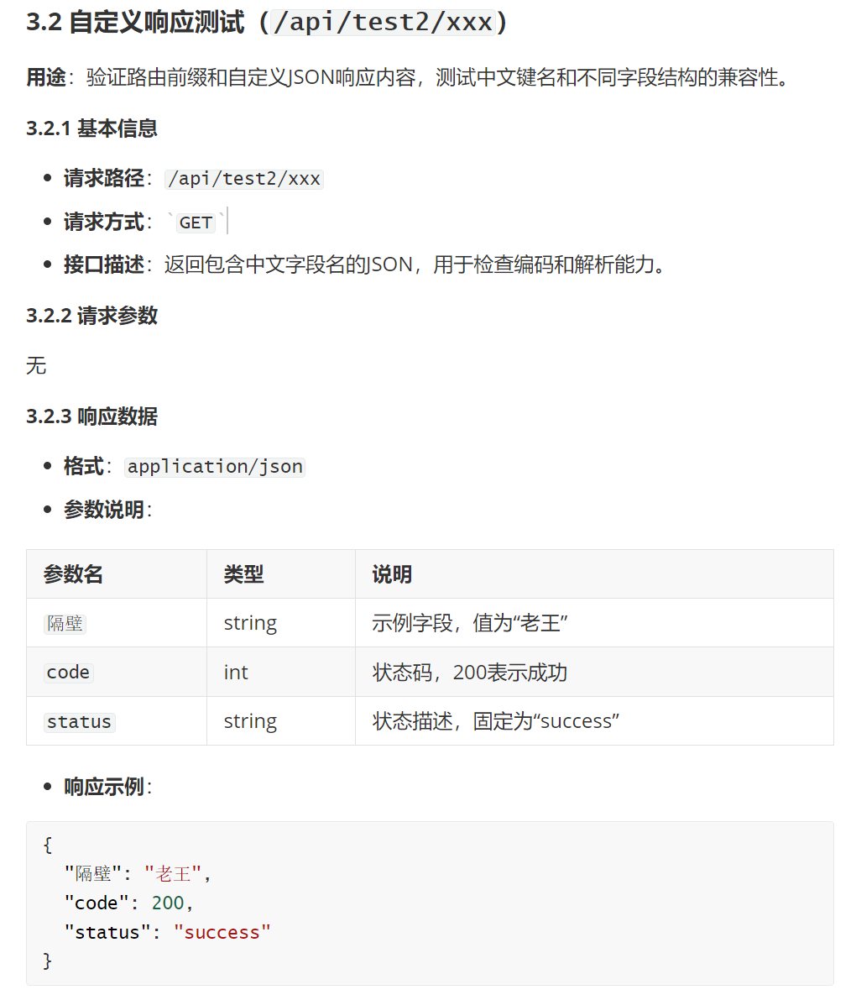 3.2 自定义响应测试（/api/test2/xxx）
用途：验证路由前缀和自定义JSON响应内容，测试中文键名和不同字段结构的兼容性。
3.2.1 基本信息
• 请求路径：/api/test2/xxx
• 请求方式：`GET`
• 接口描述：返回包含中文字段名的JSON，用于检查编码和解析能力。
3.2.2 请求参数
无
3.2.3 响应数据
• 格式：application/json
• 参数说明：
参数名 类型 说明
隔壁 string 示例字段，值为“老王”
code int 状态码，200表示成功
status string 状态描述，固定为“success”
• 响应示例：
{
"隔壁": "老王",
"code": 200,
"status": "success"
}